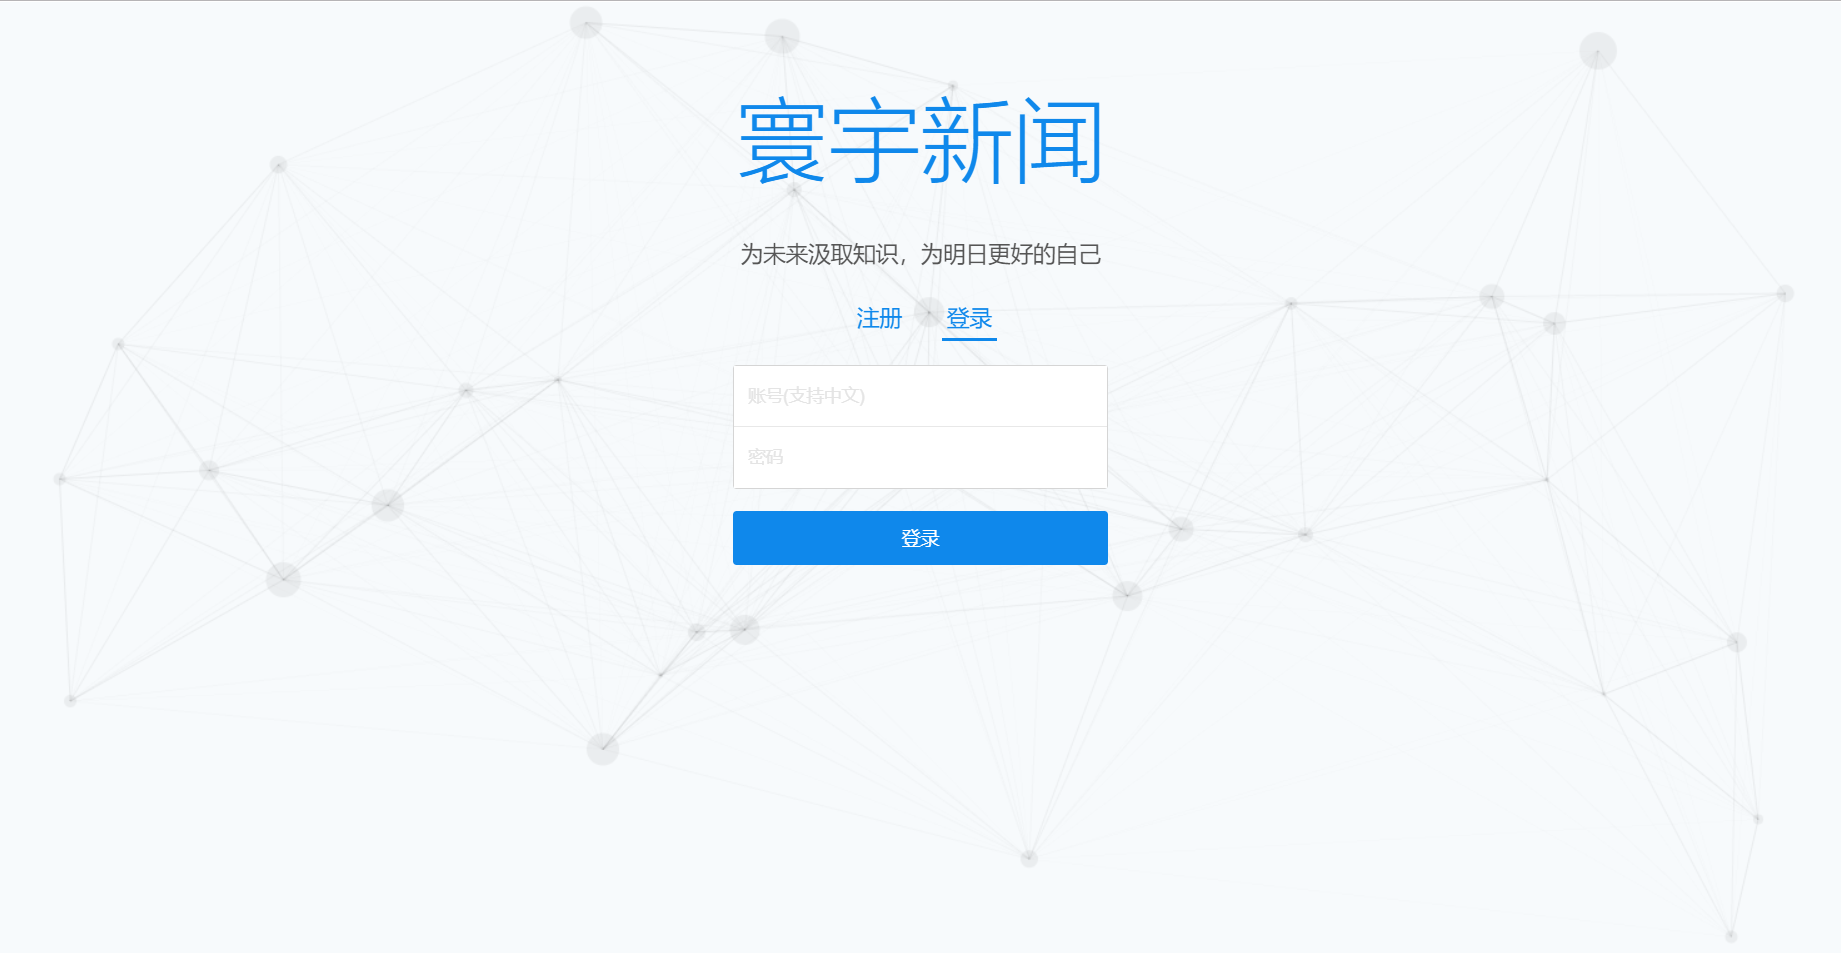 寰宇新闻
为未来汲取知识，为明日更好的自己
注册 登录
账号(支持中文)
密码
登录